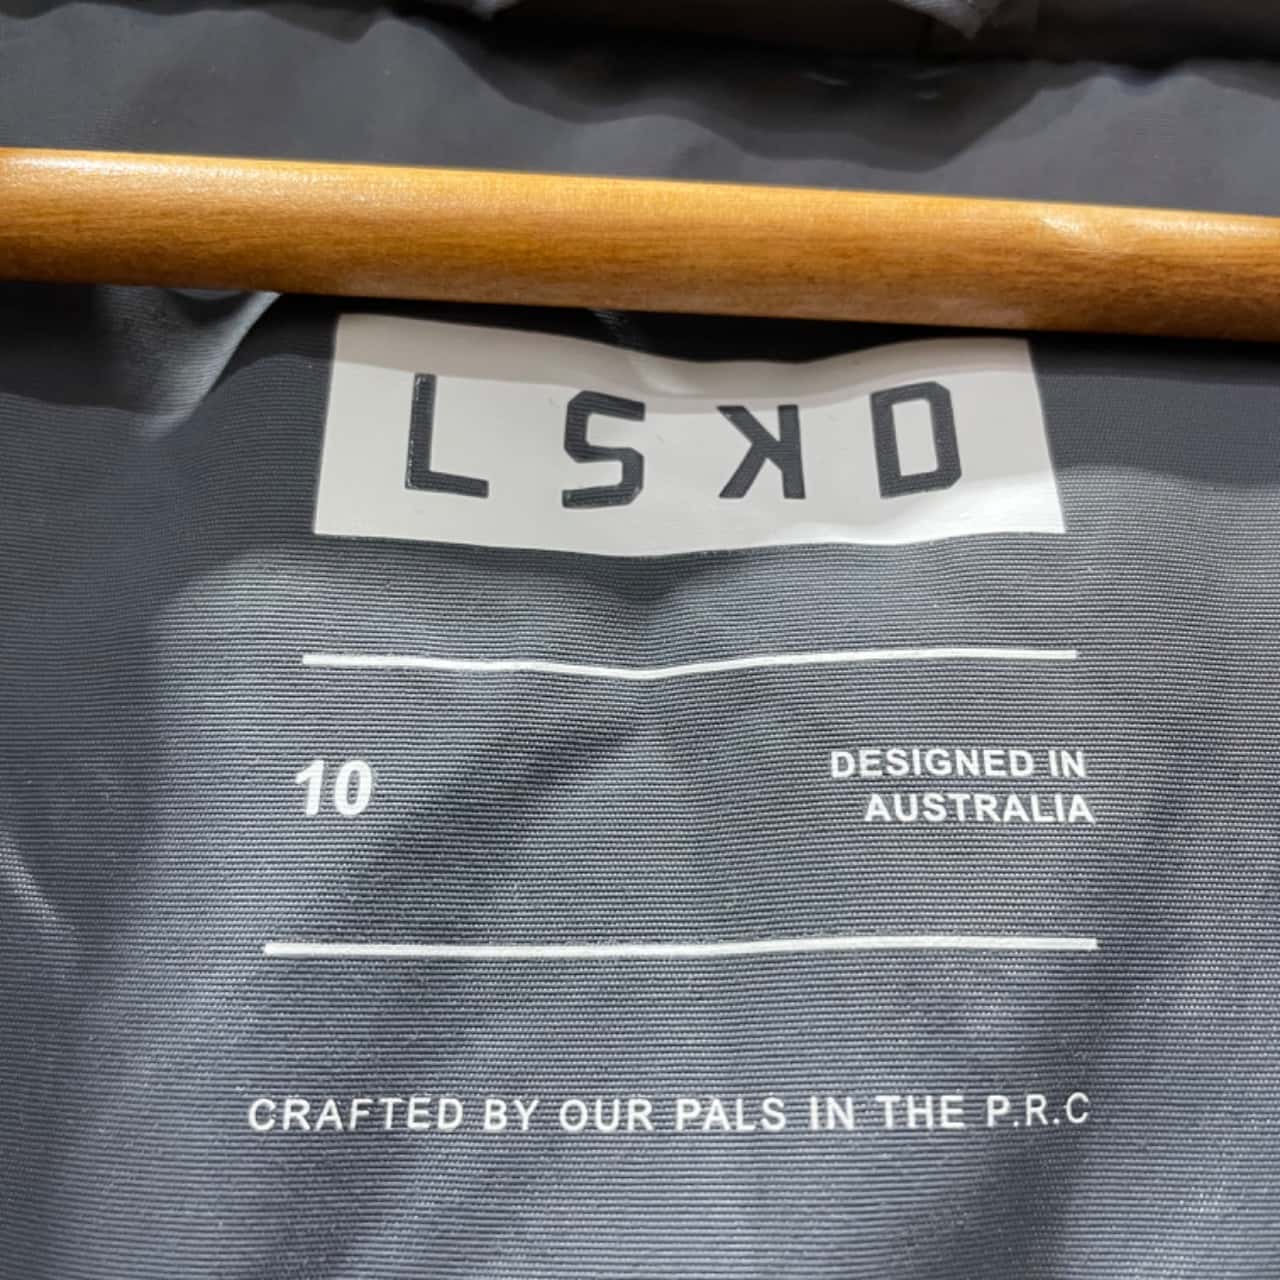 LSKD
10
DESIGNED IN
AUSTRALIA
CRAFTED BY OUR PALS IN THE P.R.C